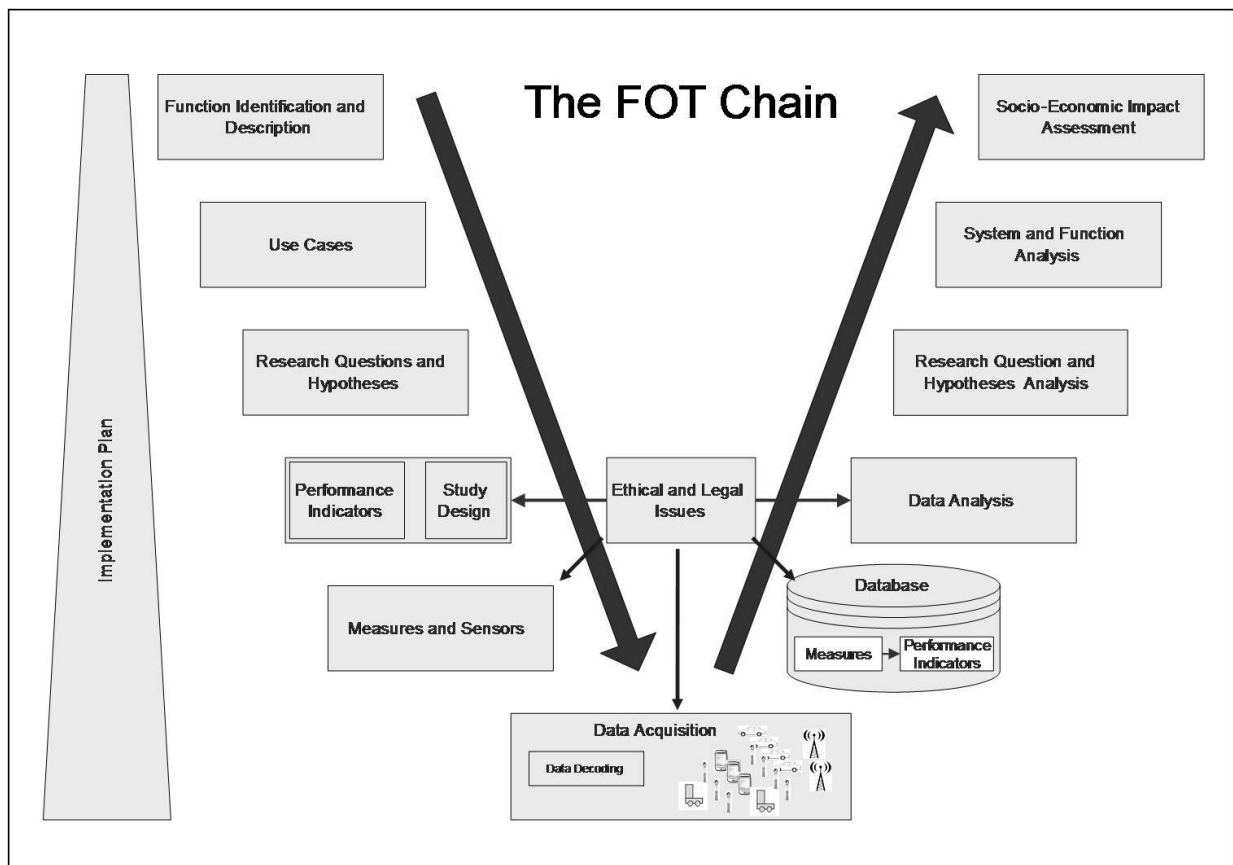 The FOT Chain
Function Identification and
Description
Socio-Economic Impact
Assessment
Use Cases
System and Function
Analysis
Research Questions and
Hypotheses
Research Question and
Hypotheses Analysis
Implementation Plan
Performance
Indicators
Study
Design
Ethical and Legal
Issues
Data Analysis
Measures and Sensors
Database
Measures
Performance
Indicators
Data Acquisition
Data Decoding